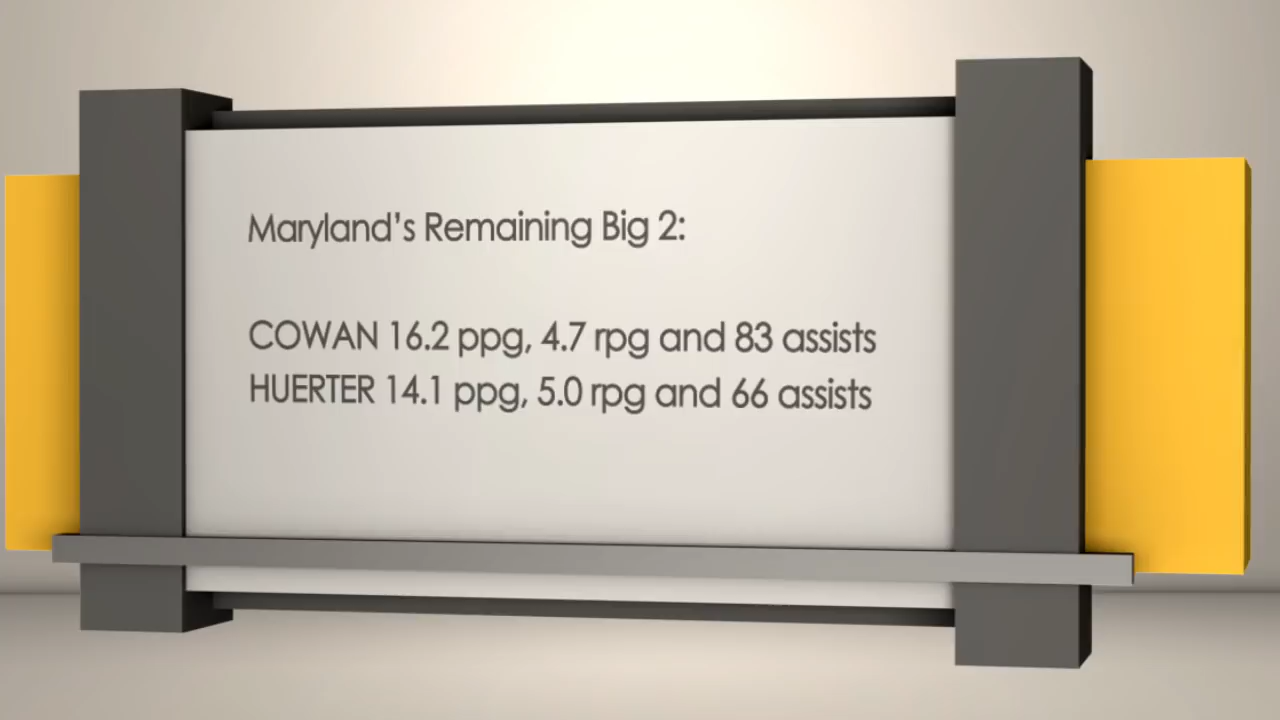 Maryland’s Remaining Big 2:
COWAN 16.2 ppg, 4.7 rpg and 83 assists
HUERTER 14.1 ppg, 5.0 rpg and 66 assists